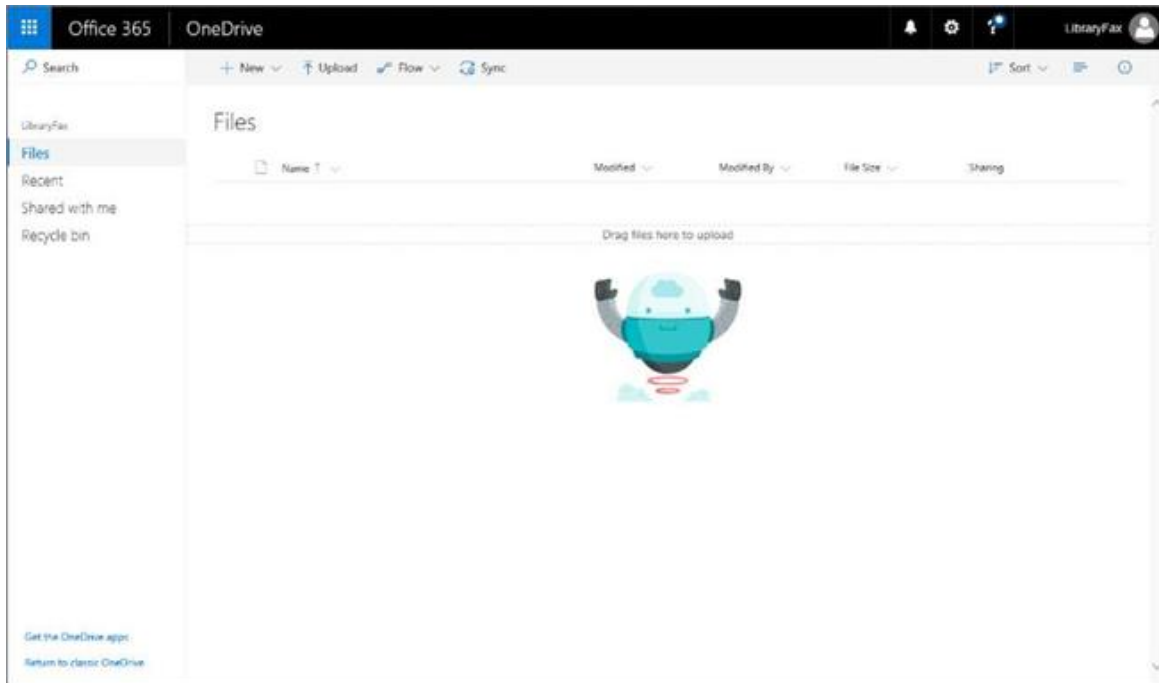 Office 365 OneDrive LibraryFax
Search + New Upload Flow Sync Sort
LibraryFax
Files
Files
Recent
Shared with me
Recycle bin
Name Modified Modified By File Size Sharing
Drag files here to upload
Get the OneDrive apps
Return to classic OneDrive